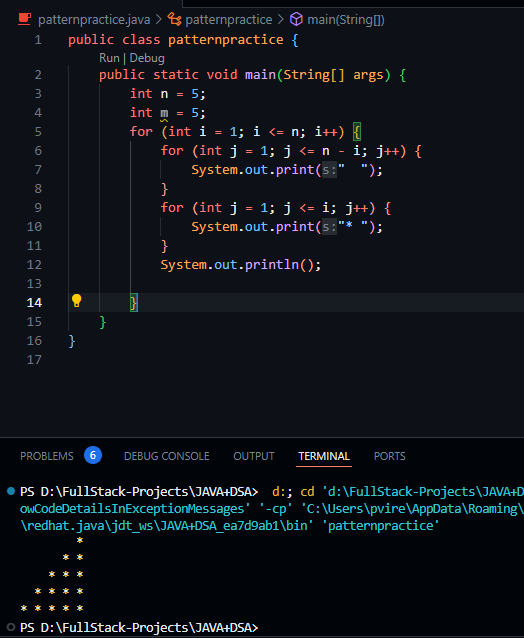 patternpractice.java > patternpractice > main(String[])
1 public class patternpractice {
Run | Debug
2     public static void main(String[] args) {
3         int n = 5;
4         int m = 5;
5         for (int i = 1; i <= n; i++) {
6             for (int j = 1; j <= n - i; j++) {
7                 System.out.print(s:"  ");
8             }
9             for (int j = 1; j <= i; j++) {
10                 System.out.print(s:"* ");
11             }
12             System.out.println();
13
14         }
15     }
16 }
17
PROBLEMS 6 DEBUG CONSOLE OUTPUT TERMINAL PORTS
PS D:\FullStack-Projects\JAVA+DSA>  d:; cd 'd:\FullStack-Projects\JAVA+D
owCodeDetailsInExceptionMessages' '-cp' 'C:\Users\pvire\AppData\Roaming\
\redhat.java\jdt_ws\JAVA+DSA_ea7d9ab1\bin' 'patternpractice'
        *
      * *
    * * *
  * * * *
* * * * *
PS D:\FullStack-Projects\JAVA+DSA>